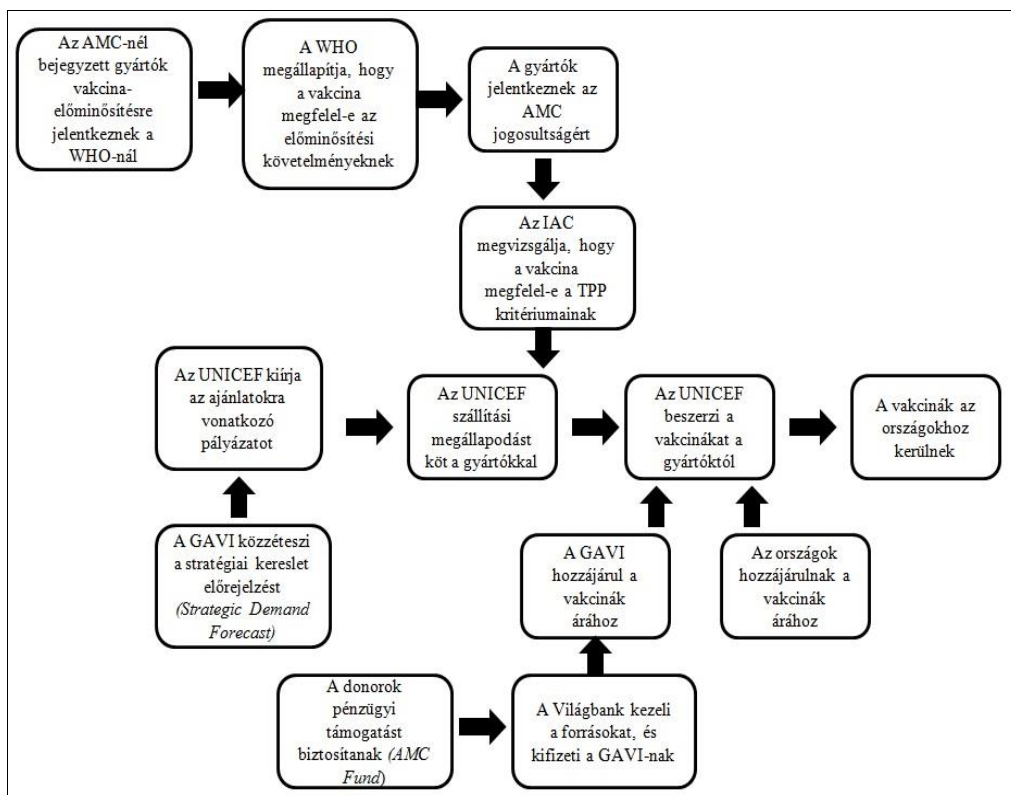 Az AMC-nél
bejegyzett gyártók
vakcina-
előminősítésre
jelentkeznek a
WHO-nál
A WHO
megállapítja, hogy
a vakcina
megfelel-e az
előminősítési
követelményeknek
A gyártók
jelentkeznek az
AMC
jogosultságért
Az IAC
megvizsgálja, hogy
a vakcina
megfelel-e a TPP
kritériumainak
Az UNICEF kiírja
az ajánlatokra
vonatkozó
pályázatot
Az UNICEF
szállítási
megállapodást
köt a gyártókkal
Az UNICEF
beszerzi a
vakcinákat a
gyártóktól
A vakcinák az
országokhoz
kerülnek
A GAVI közzéteszi
a stratégiai kereslet
előrejelzést
(Strategic Demand
Forecast)
A GAVI
hozzájárul a
vakcinák
árához
Az országok
hozzájárulnak a
vakcinák
árához
A donorok
pénzügyi
támogatást
biztosítanak (AMC
Fund)
A Világbank kezeli
a forrásokat, és
kifizeti a GAVI-nak